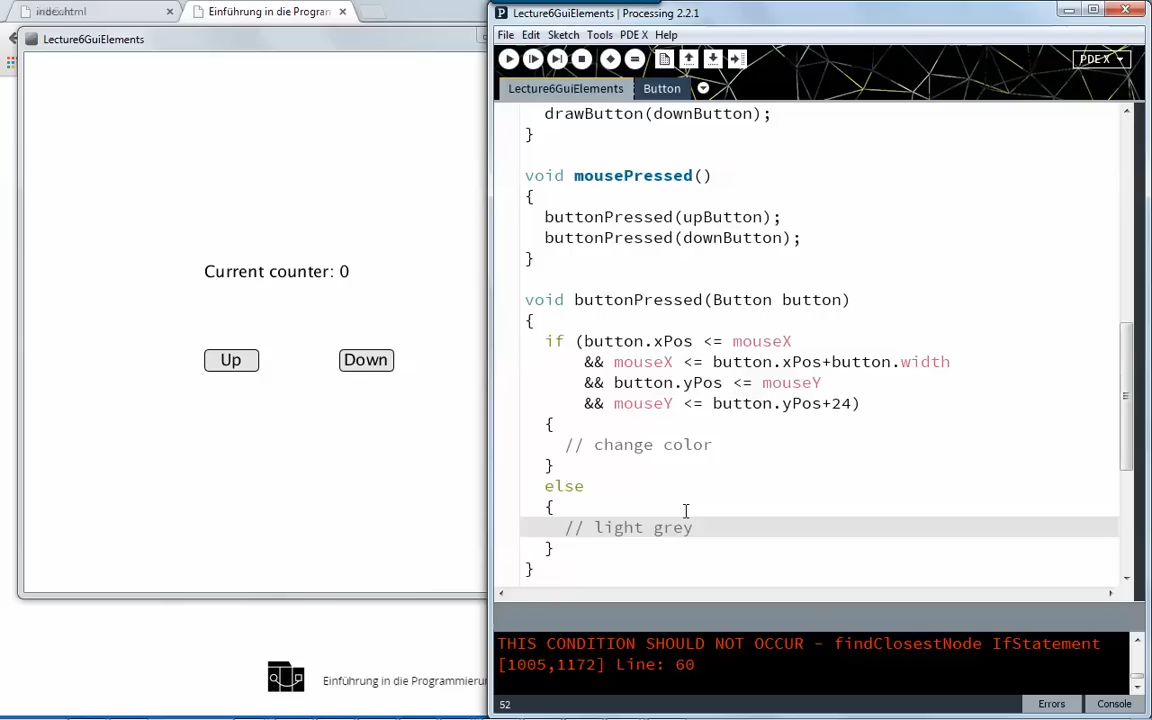 index.html
Einführung in die Program
Lecture6GuiElements
Current counter: 0
Up
Down
Einführung in die Programmierun
Lecture6GuiElements | Processing 2.2.1
File Edit Sketch Tools PDE X Help
PDE X
Lecture6GuiElements
Button
drawButton(downButton);
}
void mousePressed()
{
buttonPressed(upButton);
buttonPressed(downButton);
}
void buttonPressed(Button button)
{
if (button.xPos <= mouseX
&& mouseX <= button.xPos+button.width
&& button.yPos <= mouseY
&& mouseY <= button.yPos+24)
{
// change color
}
else
{
// light grey
}
}
THIS CONDITION SHOULD NOT OCCUR - findClosestNode IfStatement
[1005,1172] Line: 60
52
Errors
Console